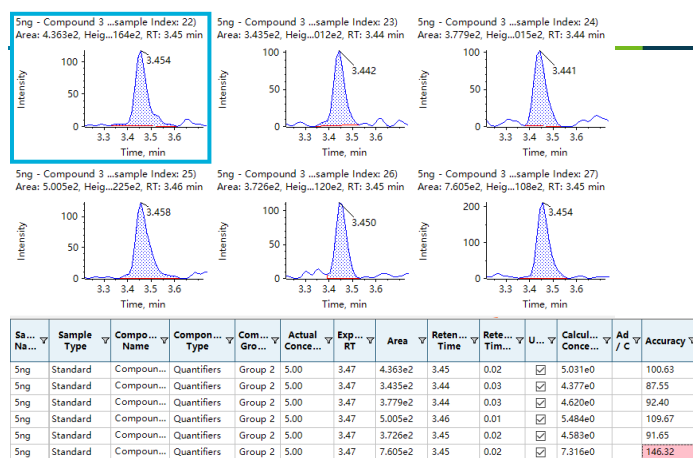 5ng - Compound 3 ...sample Index: 22)
Area: 4.363e2, Heig...164e2, RT: 3.45 min
5ng - Compound 3 ...sample Index: 23)
Area: 3.435e2, Heig...012e2, RT: 3.44 min
5ng - Compound 3 ...sample Index: 24)
Area: 3.779e2, Heig...015e2, RT: 3.44 min
Intensity
100
50
0
3.454
3.3 3.4 3.5 3.6
Time, min
Intensity
100
50
0
3.442
3.3 3.4 3.5 3.6
Time, min
Intensity
100
50
0
3.441
3.3 3.4 3.5 3.6
Time, min
5ng - Compound 3 ...sample Index: 25)
Area: 5.005e2, Heig...225e2, RT: 3.46 min
5ng - Compound 3 ...sample Index: 26)
Area: 3.726e2, Heig...120e2, RT: 3.45 min
5ng - Compound 3 ...sample Index: 27)
Area: 7.605e2, Heig...108e2, RT: 3.45 min
Intensity
100
50
0
3.458
3.3 3.4 3.5 3.6
Time, min
Intensity
100
50
0
3.450
3.3 3.4 3.5 3.6
Time, min
Intensity
200
100
0
3.454
3.3 3.4 3.5 3.6
Time, min
Sa... Na... Sample Type Compo... Name Compon... Type Com... Gro... Actual Conce... Exp... RT Area Reten... Time Rete... Tim... U... Calcul... Conce... Ad / C Accuracy
5ng Standard Compoun... Quantifiers Group 2 5.00 3.47 4.363e2 3.45 0.02 5.031e0 100.63
5ng Standard Compoun... Quantifiers Group 2 5.00 3.47 3.435e2 3.44 0.03 4.377e0 87.55
5ng Standard Compoun... Quantifiers Group 2 5.00 3.47 3.779e2 3.44 0.03 4.620e0 92.40
5ng Standard Compoun... Quantifiers Group 2 5.00 3.47 5.005e2 3.46 0.01 5.484e0 109.67
5ng Standard Compoun... Quantifiers Group 2 5.00 3.47 3.726e2 3.45 0.02 4.583e0 91.65
5ng Standard Compoun... Quantifiers Group 2 5.00 3.47 7.605e2 3.45 0.02 7.316e0 146.32